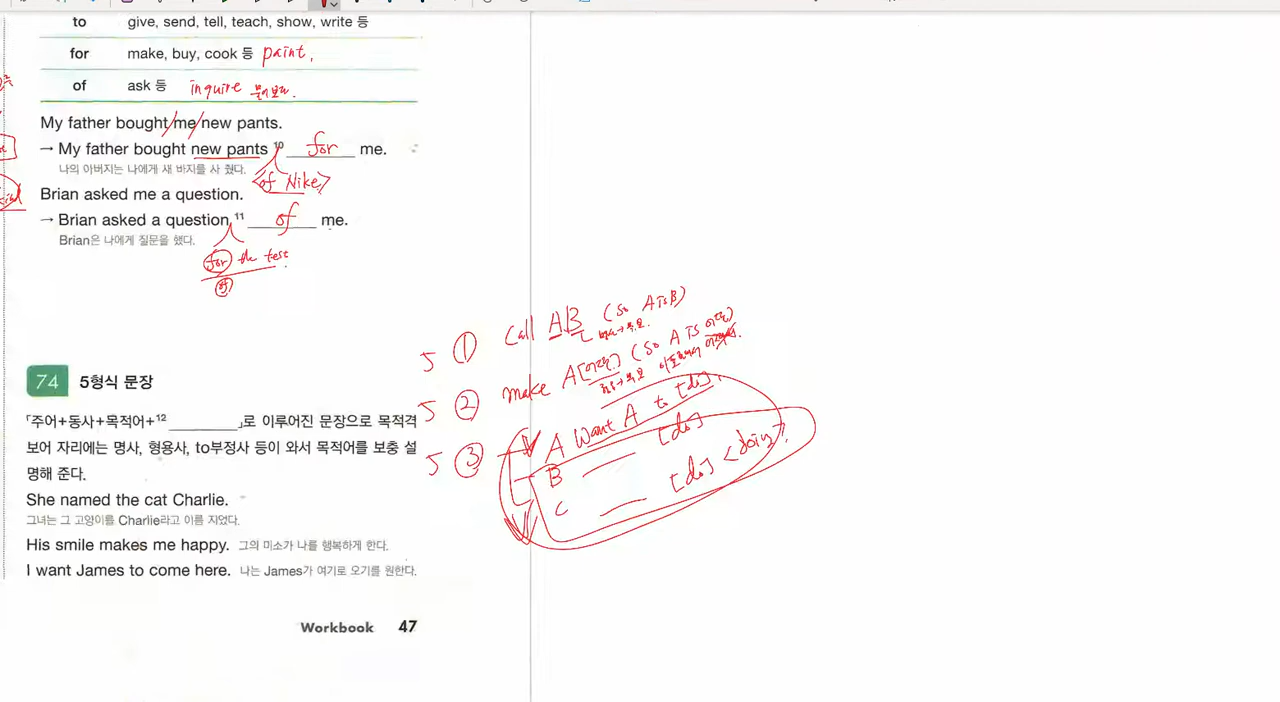 to give, send, tell, teach, show, write 등
for make, buy, cook 등 paint,
of ask 등 inquire 물어보다.
My father bought/me/new pants.
→ My father bought new pants 10 for me.
나의 아버지는 나에게 새 바지를 사 줬다.
<of Nike>
Brian asked me a question.
→ Brian asked a question 11 of me.
Brian은 나에게 질문을 했다.
for the test
of
5 ① Call A B (So A is B)
명사→목.보.
5 ② make A [어떤] (So A is 어떤)
형용→목.보
5 ③ A Want A to [do].
B [do]
C [do] <doing>
74 5형식 문장
「주어+동사+목적어+12 ________」로 이루어진 문장으로 목적격
보어 자리에는 명사, 형용사, to부정사 등이 와서 목적어를 보충 설
명해 준다.
She named the cat Charlie.
그녀는 그 고양이를 Charlie라고 이름 지었다.
His smile makes me happy. 그의 미소가 나를 행복하게 한다.
I want James to come here. 나는 James가 여기로 오기를 원한다.
Workbook 47